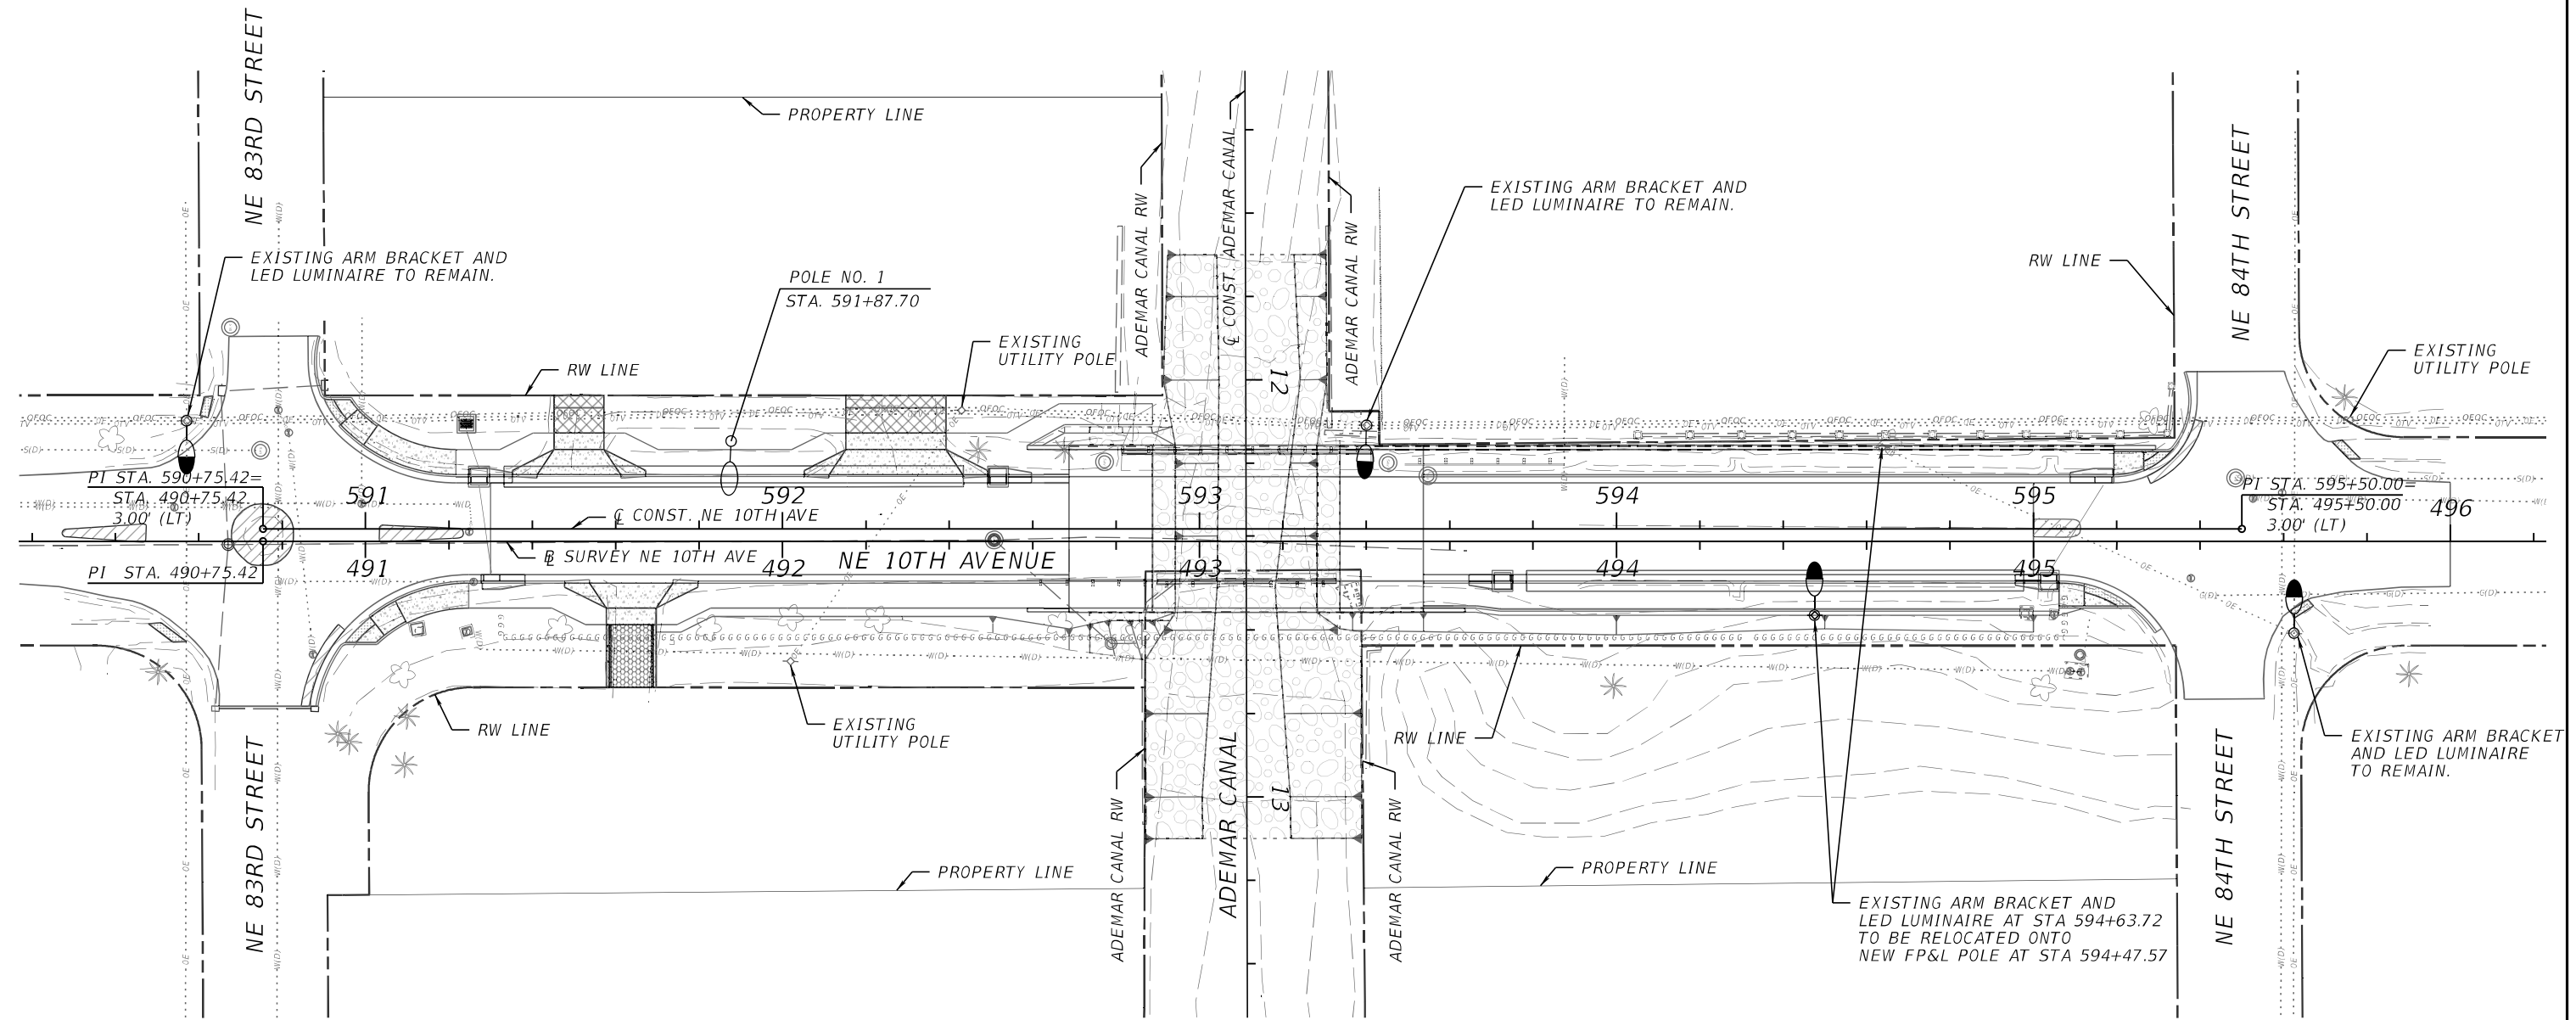 NE 83RD STREET
PROPERTY LINE
EXISTING ARM BRACKET AND
LED LUMINAIRE TO REMAIN.
POLE NO. 1
STA. 591+87.70
EXISTING
UTILITY POLE
RW LINE
ADEMAR CANAL RW
℄ CONST. ADEMAR CANAL
ADEMAR CANAL RW
12
EXISTING ARM BRACKET AND
LED LUMINAIRE TO REMAIN.
RW LINE
NE 84TH STREET
EXISTING
UTILITY POLE
PI STA. 590+75.42=
STA. 490+75.42
3.00' (LT)
591
592
593
594
595
PI STA. 595+50.00=
STA. 495+50.00
3.00' (LT)
496
℄ CONST. NE 10TH AVE
B SURVEY NE 10TH AVE
NE 10TH AVENUE
PI STA. 490+75.42
491
492
493
494
495
RW LINE
EXISTING
UTILITY POLE
RW LINE
NE 83RD STREET
ADEMAR CANAL RW
ADEMAR CANAL
13
ADEMAR CANAL RW
PROPERTY LINE
PROPERTY LINE
EXISTING ARM BRACKET AND
LED LUMINAIRE AT STA 594+63.72
TO BE RELOCATED ONTO
NEW FP&L POLE AT STA 594+47.57
NE 84TH STREET
EXISTING ARM BRACKET
AND LED LUMINAIRE
TO REMAIN.